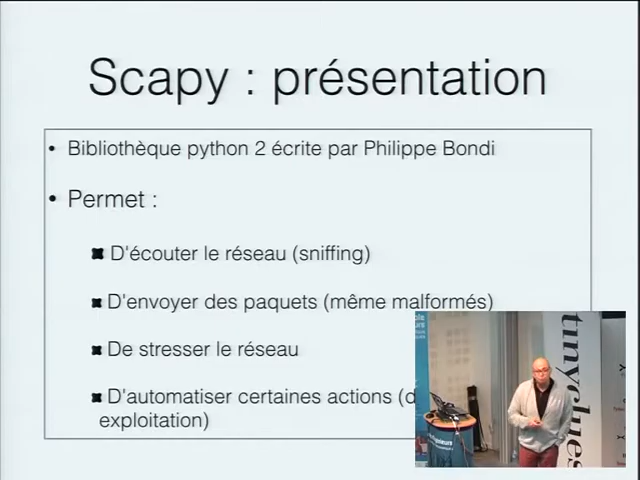 Scapy : présentation
• Bibliothèque python 2 écrite par Philippe Bondi
• Permet :
D'écouter le réseau (sniffing)
D'envoyer des paquets (même malformés)
De stresser le réseau
D'automatiser certaines actions (d
exploitation)
tinyclues